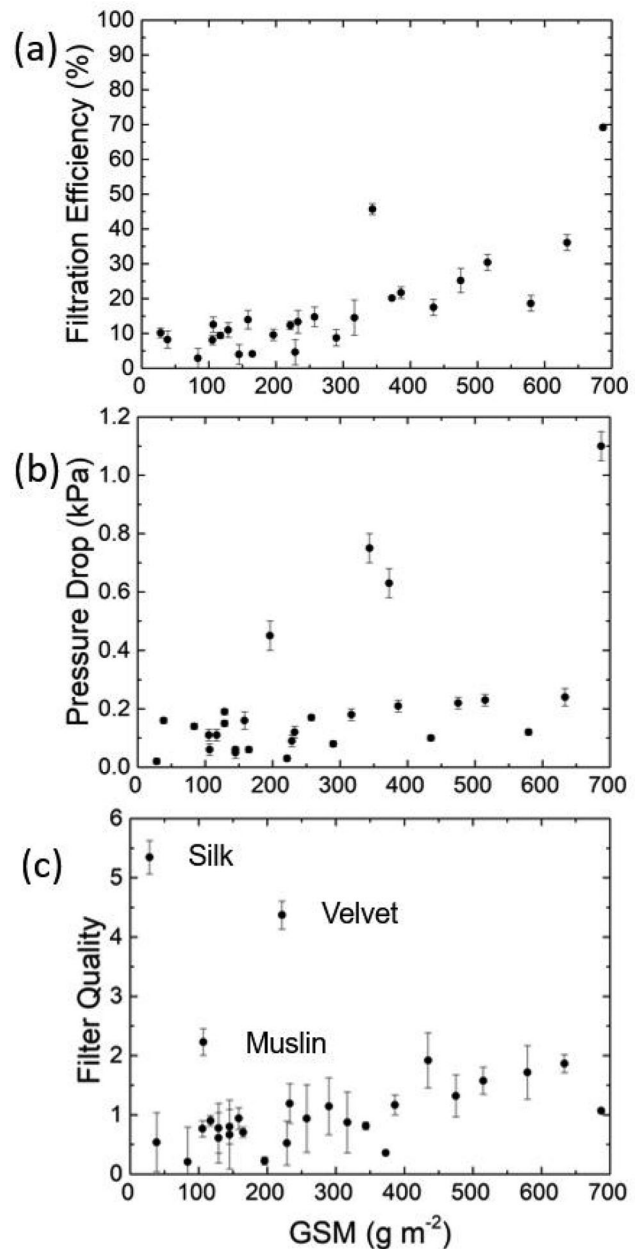 (a)
Filtration Efficiency (%)
100
90
80
70
60
50
40
30
20
10
0
0 100 200 300 400 500 600 700
(b)
Pressure Drop (kPa)
1.2
1.0
0.8
0.6
0.4
0.2
0.0
0 100 200 300 400 500 600 700
(c)
Filter Quality
6
5
4
3
2
1
0
Silk
Velvet
Muslin
0 100 200 300 400 500 600 700
GSM (g m⁻²)